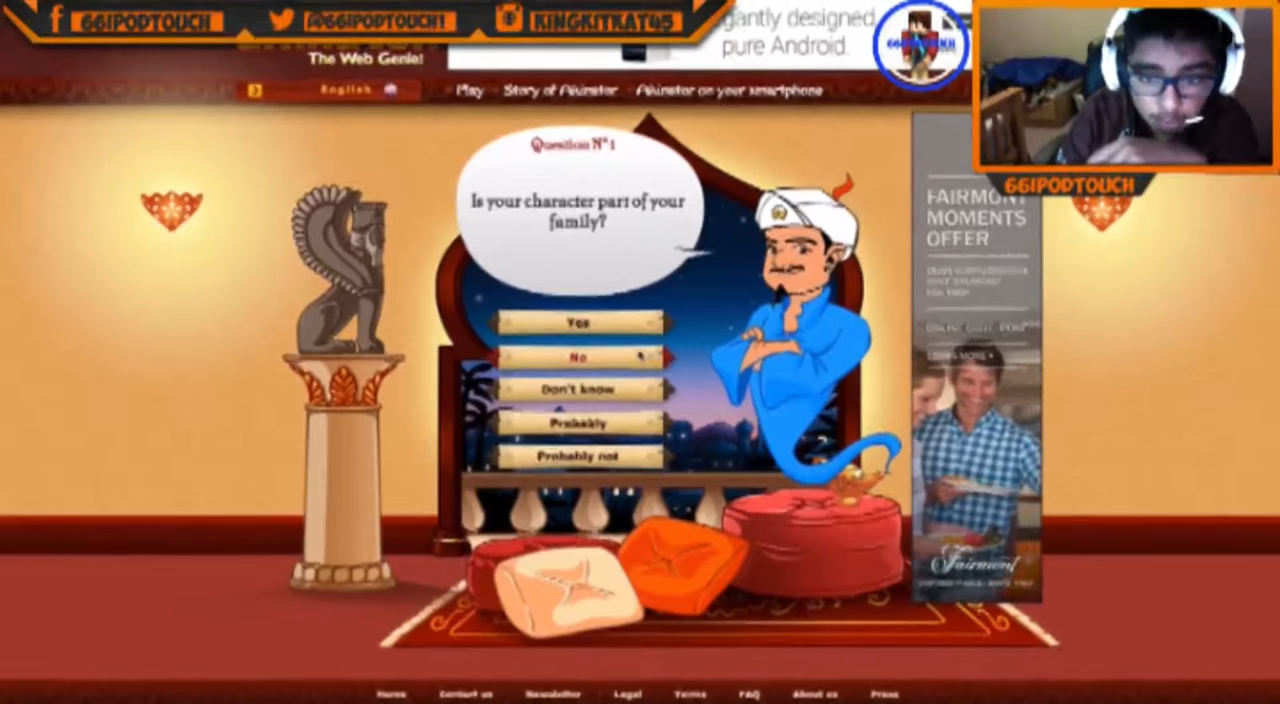 66IPODTOUCH
@66IPODTOUCH1
KINGKITKAT45
The Web Genie!
gantly designed
pure Android.
English
Play
Story of Akinator
Akinator on your smartphone
66IPODTOUCH
Question N° 1
Is your character part of your
family?
Yes
No
Don't know
Probably
Probably not
FAIRMONT
MOMENTS
OFFER
LEARN MORE
Fairmont
Home
Contact us
Newsletter
Legal
Terms
FAQ
About us
Press